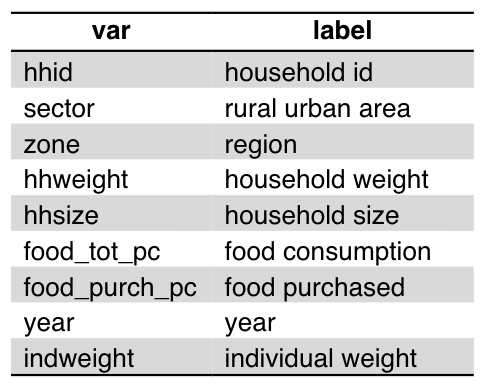 var label
hhid household id
sector rural urban area
zone region
hhweight household weight
hhsize household size
food_tot_pc food consumption
food_purch_pc food purchased
year year
indweight individual weight